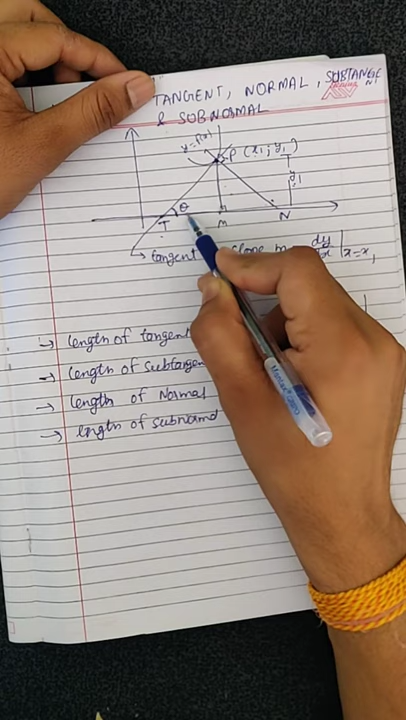 TANGENT, NORMAL, SUBTANGENT
& SUBNORMAL
y=f(x)
P (x₁, y₁)
y₁
θ
T M N
→ tangent slope m = dy/dx | x=x₁
→ length of tangent
→ length of subtangen
→ length of Normal
→ length of subnormal